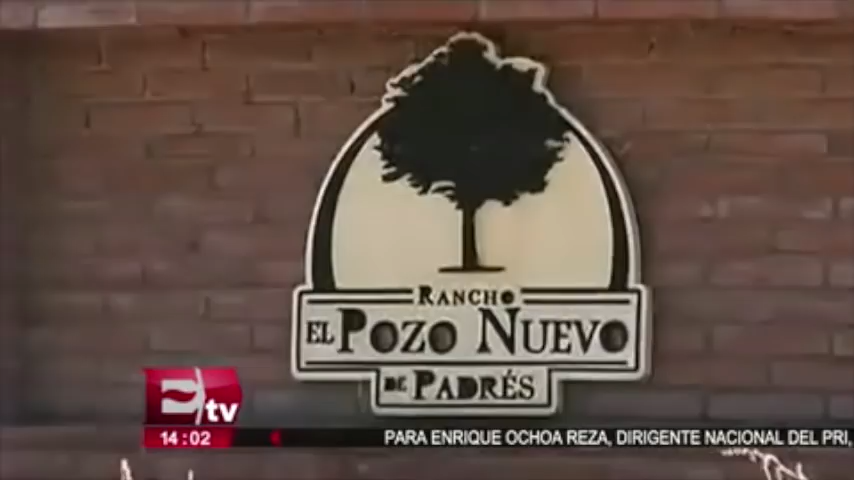 RANCHO
EL POZO NUEVO
DE PADRÉS
tv
14:02
PARA ENRIQUE OCHOA REZA, DIRIGENTE NACIONAL DEL PRI,